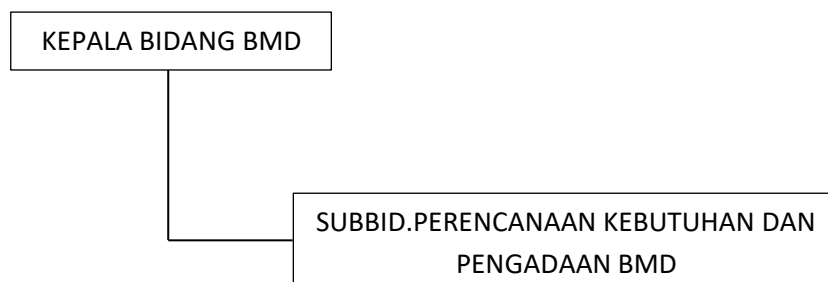 KEPALA BIDANG BMD
SUBBID.PERENCANAAN KEBUTUHAN DAN
PENGADAAN BMD